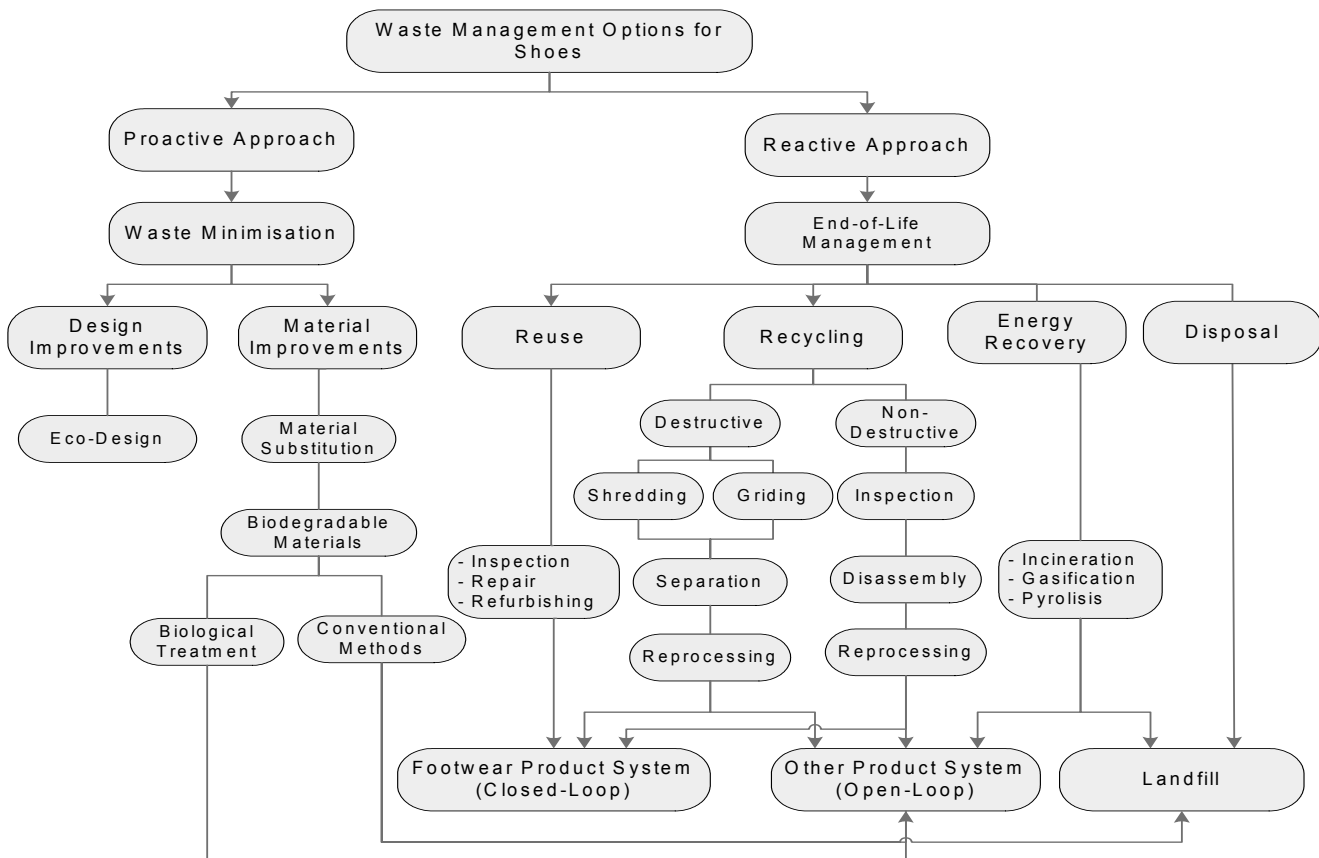 Waste Management Options for
Shoes
Proactive Approach
Reactive Approach
Waste Minimisation
End-of-Life
Management
Design
Improvements
Material
Improvements
Reuse
Recycling
Energy
Recovery
Disposal
Eco-Design
Material
Substitution
Destructive
Non-
Destructive
Shredding
Griding
Inspection
Biodegradable
Materials
- Inspection
- Repair
- Refurbishing
Separation
Disassembly
- Incineration
- Gasification
- Pyrolisis
Biological
Treatment
Conventional
Methods
Reprocessing
Reprocessing
Footwear Product System
(Closed-Loop)
Other Product System
(Open-Loop)
Landfill